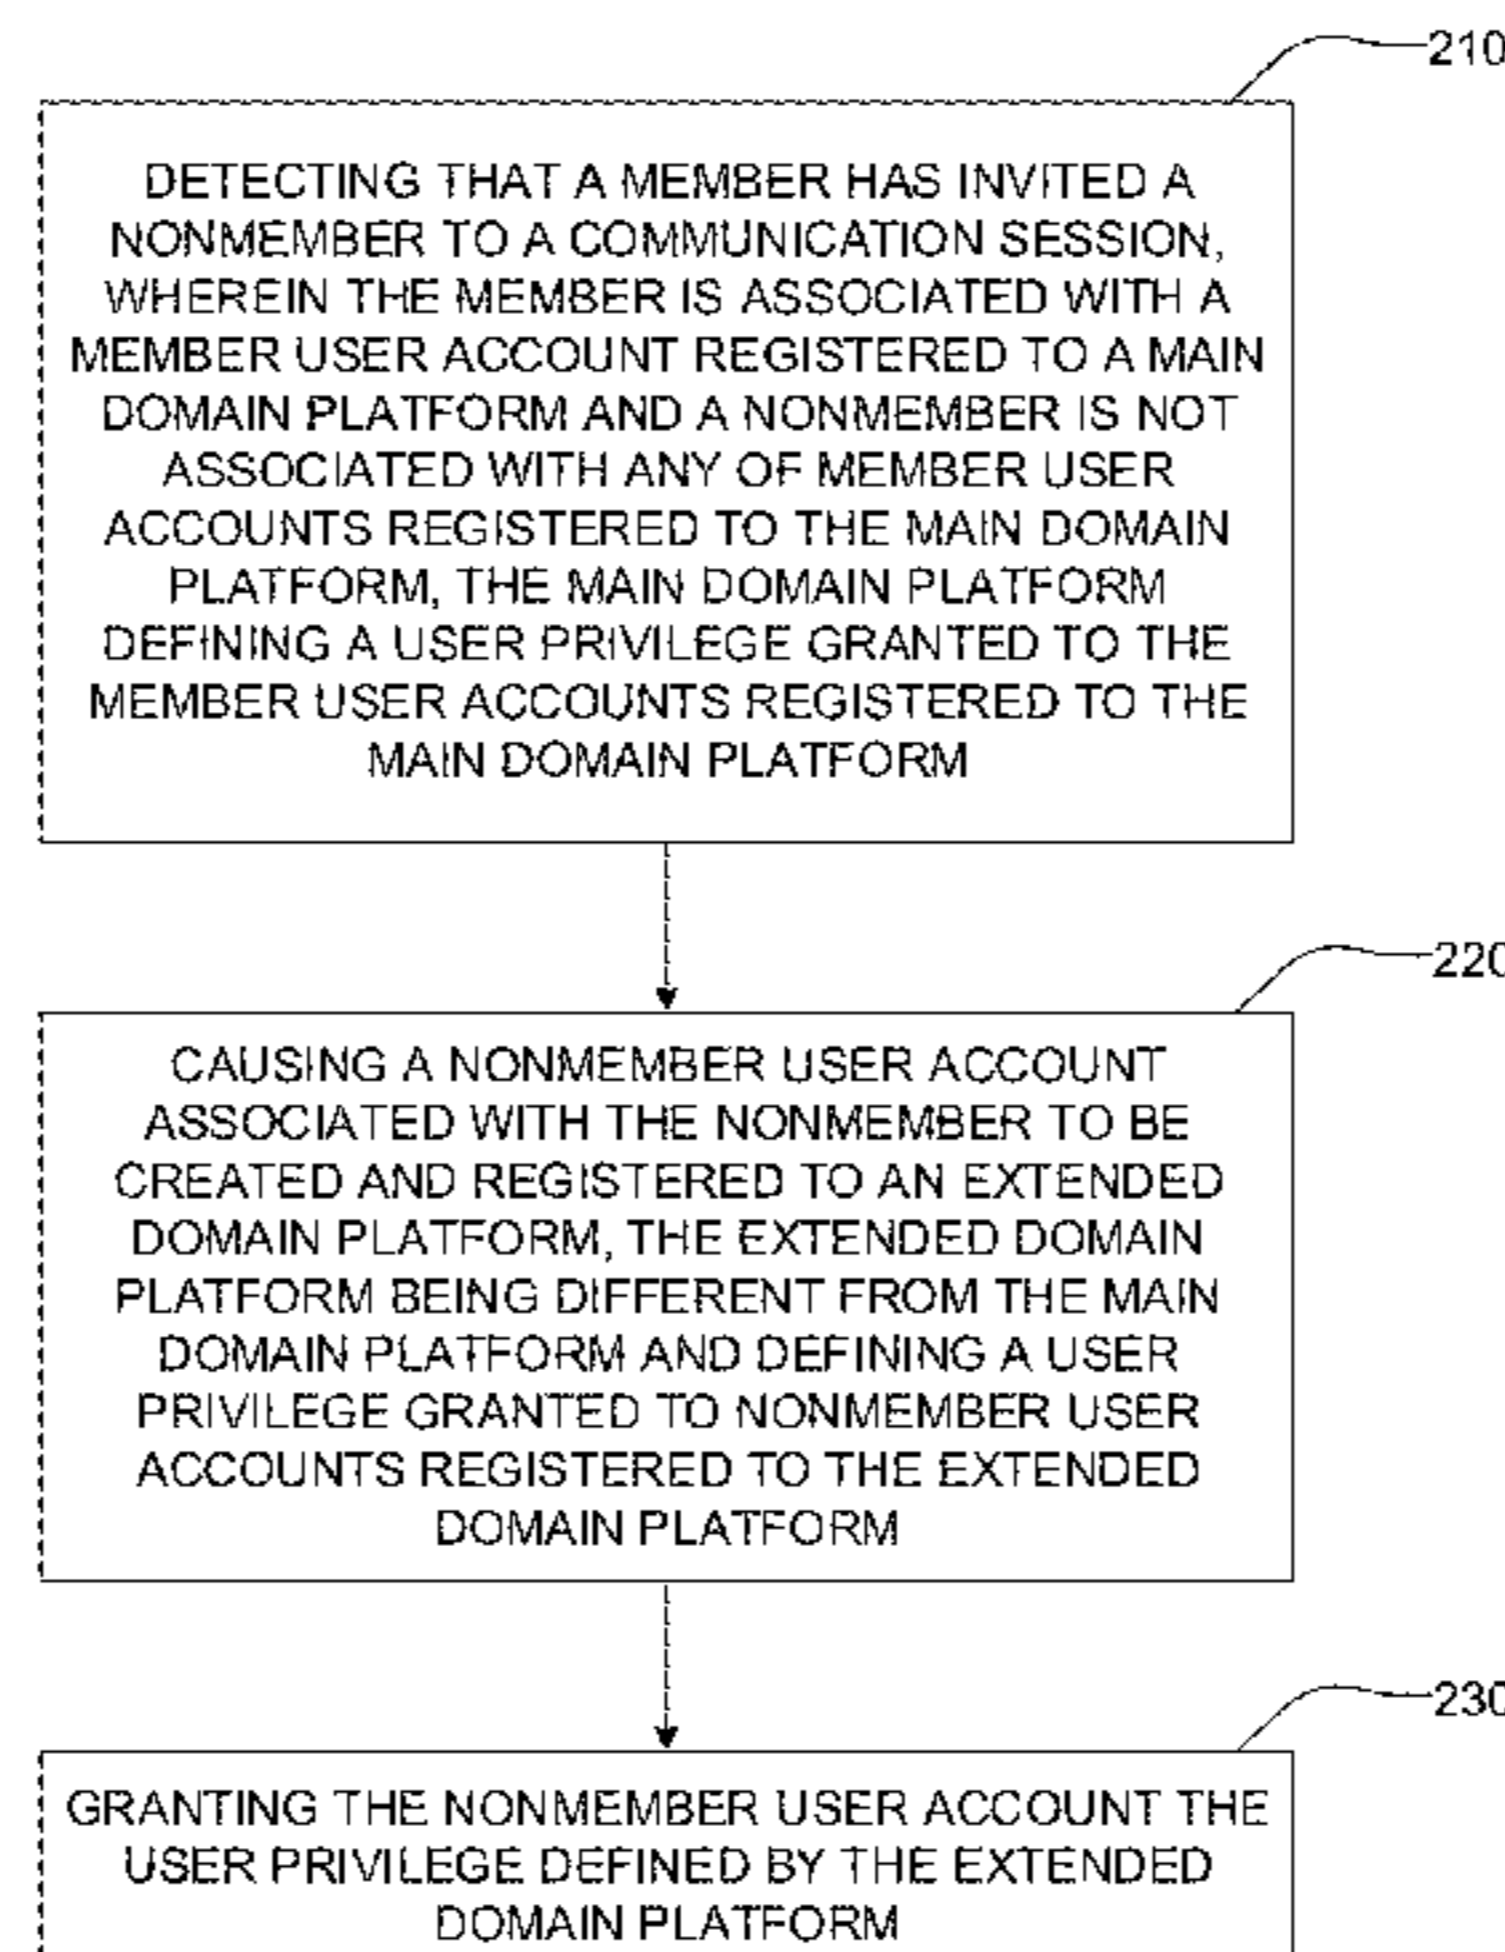 210
DETECTING THAT A MEMBER HAS INVITED A
NONMEMBER TO A COMMUNICATION SESSION,
WHEREIN THE MEMBER IS ASSOCIATED WITH A
MEMBER USER ACCOUNT REGISTERED TO A MAIN
DOMAIN PLATFORM AND A NONMEMBER IS NOT
ASSOCIATED WITH ANY OF MEMBER USER
ACCOUNTS REGISTERED TO THE MAIN DOMAIN
PLATFORM, THE MAIN DOMAIN PLATFORM
DEFINING A USER PRIVILEGE GRANTED TO THE
MEMBER USER ACCOUNTS REGISTERED TO THE
MAIN DOMAIN PLATFORM
220
CAUSING A NONMEMBER USER ACCOUNT
ASSOCIATED WITH THE NONMEMBER TO BE
CREATED AND REGISTERED TO AN EXTENDED
DOMAIN PLATFORM, THE EXTENDED DOMAIN
PLATFORM BEING DIFFERENT FROM THE MAIN
DOMAIN PLATFORM AND DEFINING A USER
PRIVILEGE GRANTED TO NONMEMBER USER
ACCOUNTS REGISTERED TO THE EXTENDED
DOMAIN PLATFORM
230
GRANTING THE NONMEMBER USER ACCOUNT THE
USER PRIVILEGE DEFINED BY THE EXTENDED
DOMAIN PLATFORM